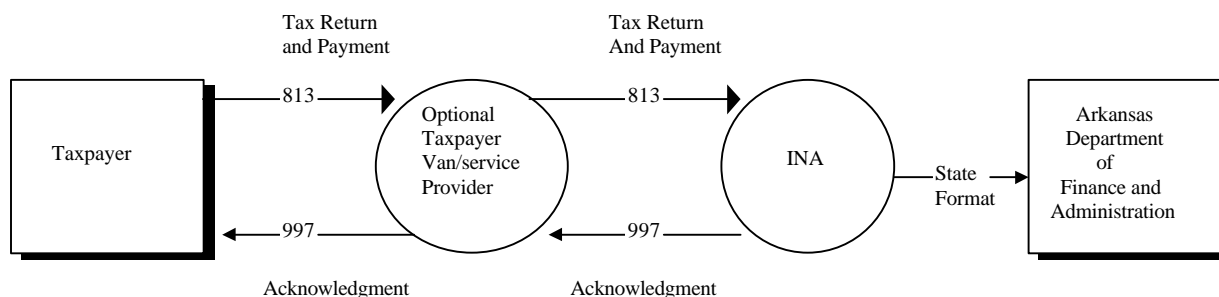 Tax Return
and Payment
Tax Return
And Payment
813
813
Taxpayer
Optional
Taxpayer
Van/service
Provider
INA
State
Format
Arkansas
Department
of
Finance and
Administration
997
997
Acknowledgment
Acknowledgment